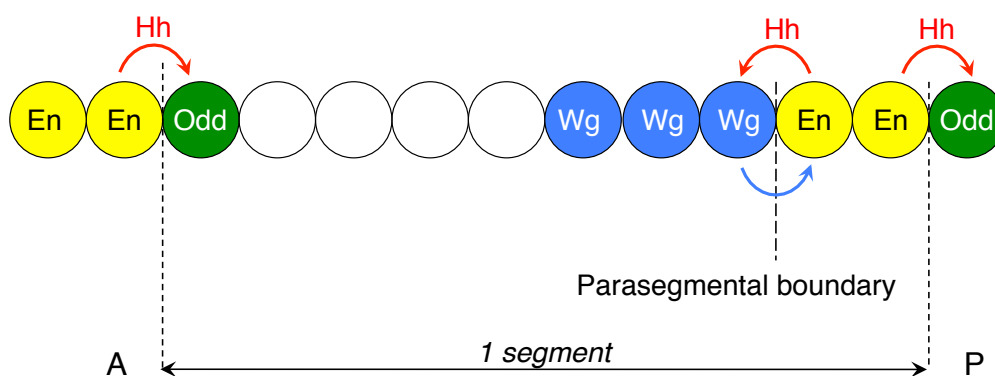 Hh Hh Hh
En En Odd Wg Wg Wg En En Odd
Parasegmental boundary
1 segment
A P